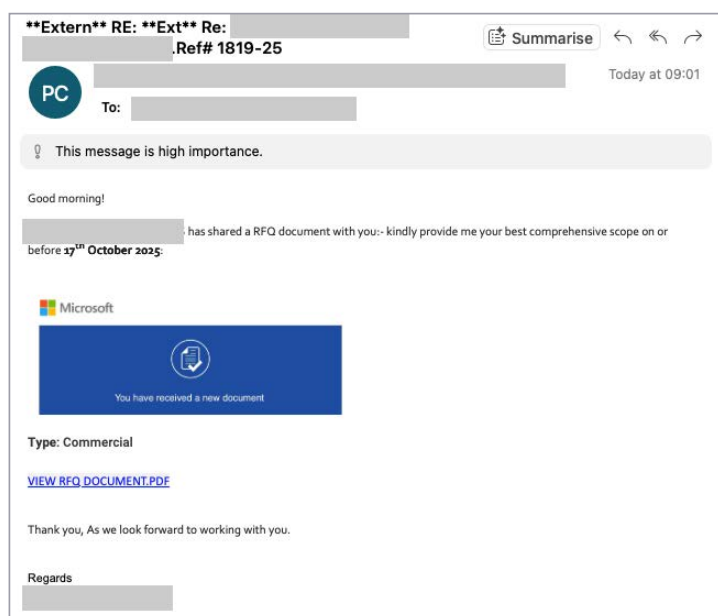 **Extern** RE: **Ext** Re:
.Ref# 1819-25
Summarise
Today at 09:01
PC
To:
This message is high importance.
Good morning!
has shared a RFQ document with you:- kindly provide me your best comprehensive scope on or
before 17th October 2025:
Microsoft
You have received a new document
Type: Commercial
VIEW RFQ DOCUMENT.PDF
Thank you, As we look forward to working with you.
Regards